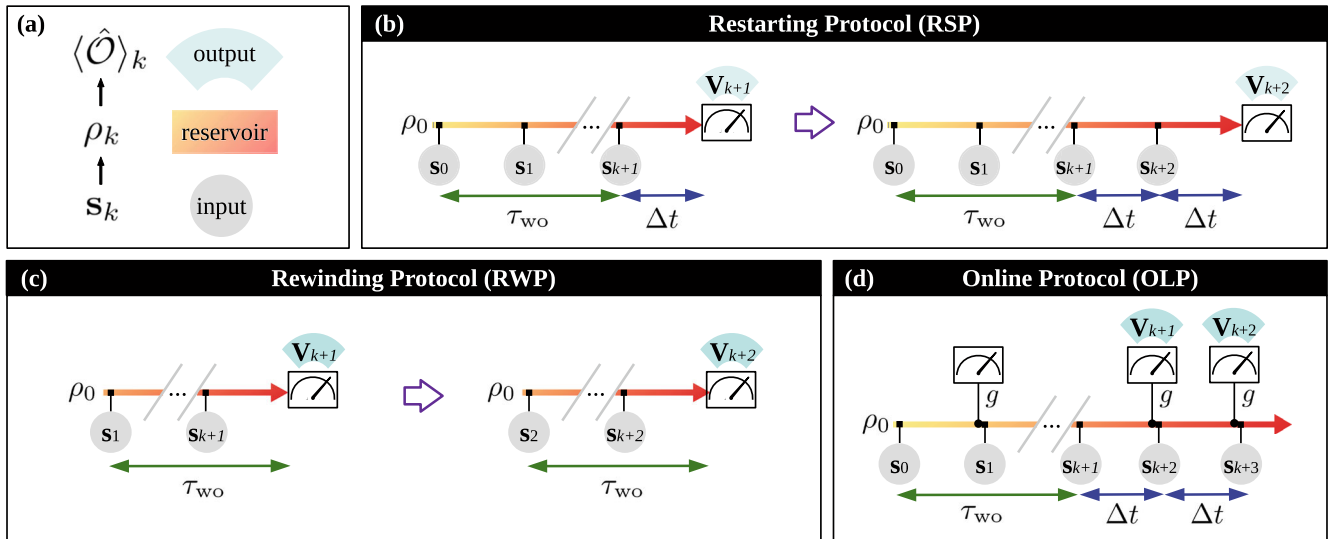 (a)
⟨Ô⟩k
output
ρk
reservoir
sk
input
(b) Restarting Protocol (RSP)
Vk+1
Vk+2
ρ0 ... ρ0 ...
s0 s1 sk+1 s0 s1 sk+1 sk+2
τwo Δt τwo Δt Δt
(c) Rewinding Protocol (RWP)
Vk+1 Vk+2
ρ0 ... ρ0 ...
s1 sk+1 s2 sk+2
τwo τwo
(d) Online Protocol (OLP)
Vk+1 Vk+2
g g g
ρ0 ...
s0 s1 sk+1 sk+2 sk+3
τwo Δt Δt